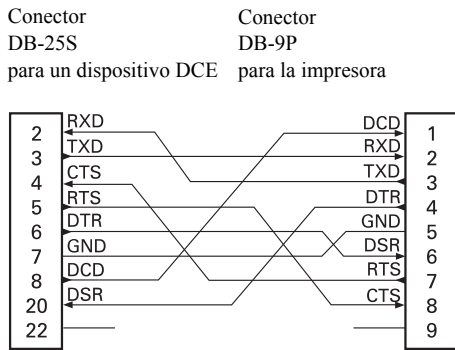 Conector
DB-25S
para un dispositivo DCE
Conector
DB-9P
para la impresora
2 RXD DCD 1
3 TXD RXD 2
4 CTS TXD 3
5 RTS DTR 4
6 DTR GND 5
7 GND DSR 6
8 DCD RTS 7
20 DSR CTS 8
22 9